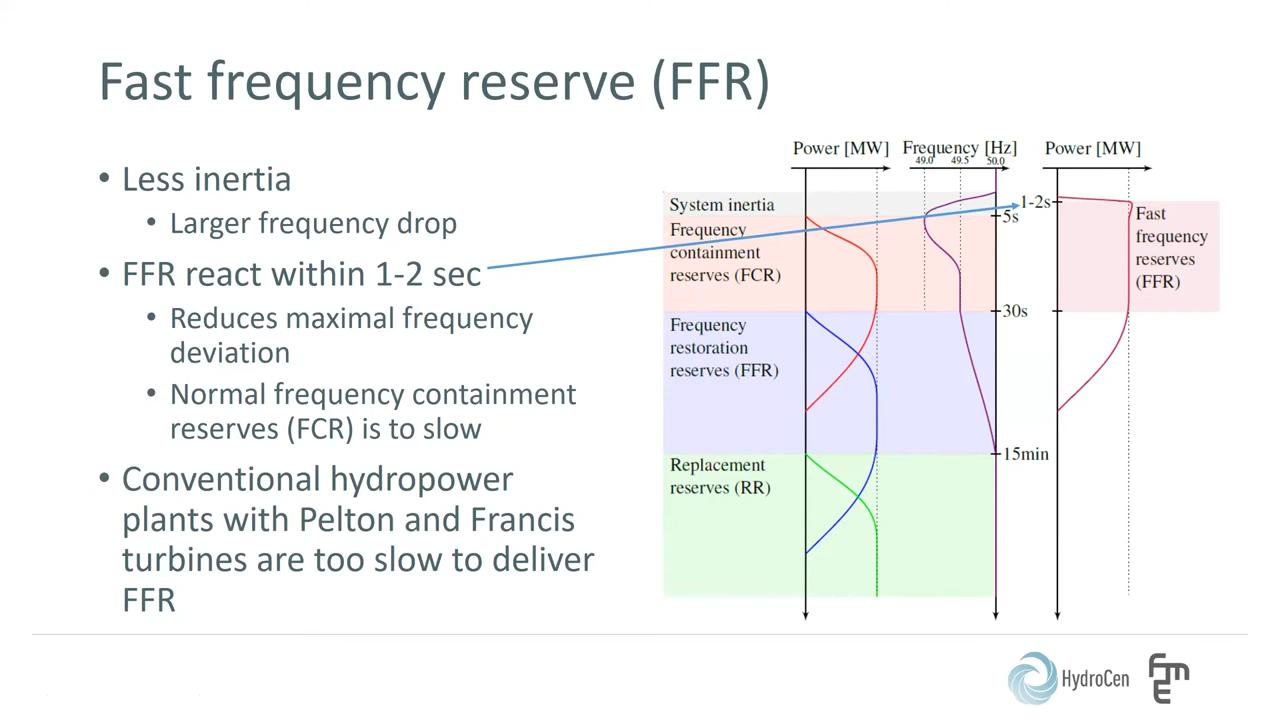 Fast frequency reserve (FFR)
• Less inertia
• Larger frequency drop
• FFR react within 1-2 sec
• Reduces maximal frequency
deviation
• Normal frequency containment
reserves (FCR) is to slow
• Conventional hydropower
plants with Pelton and Francis
turbines are too slow to deliver
FFR
Power [MW]
Frequency [Hz]
Power [MW]
49.0 49.5 50.0
System inertia
Frequency
containment
reserves (FCR)
Frequency
restoration
reserves (FFR)
Replacement
reserves (RR)
1-2s
5s
30s
15min
Fast
frequency
reserves
(FFR)
HydroCen
FME